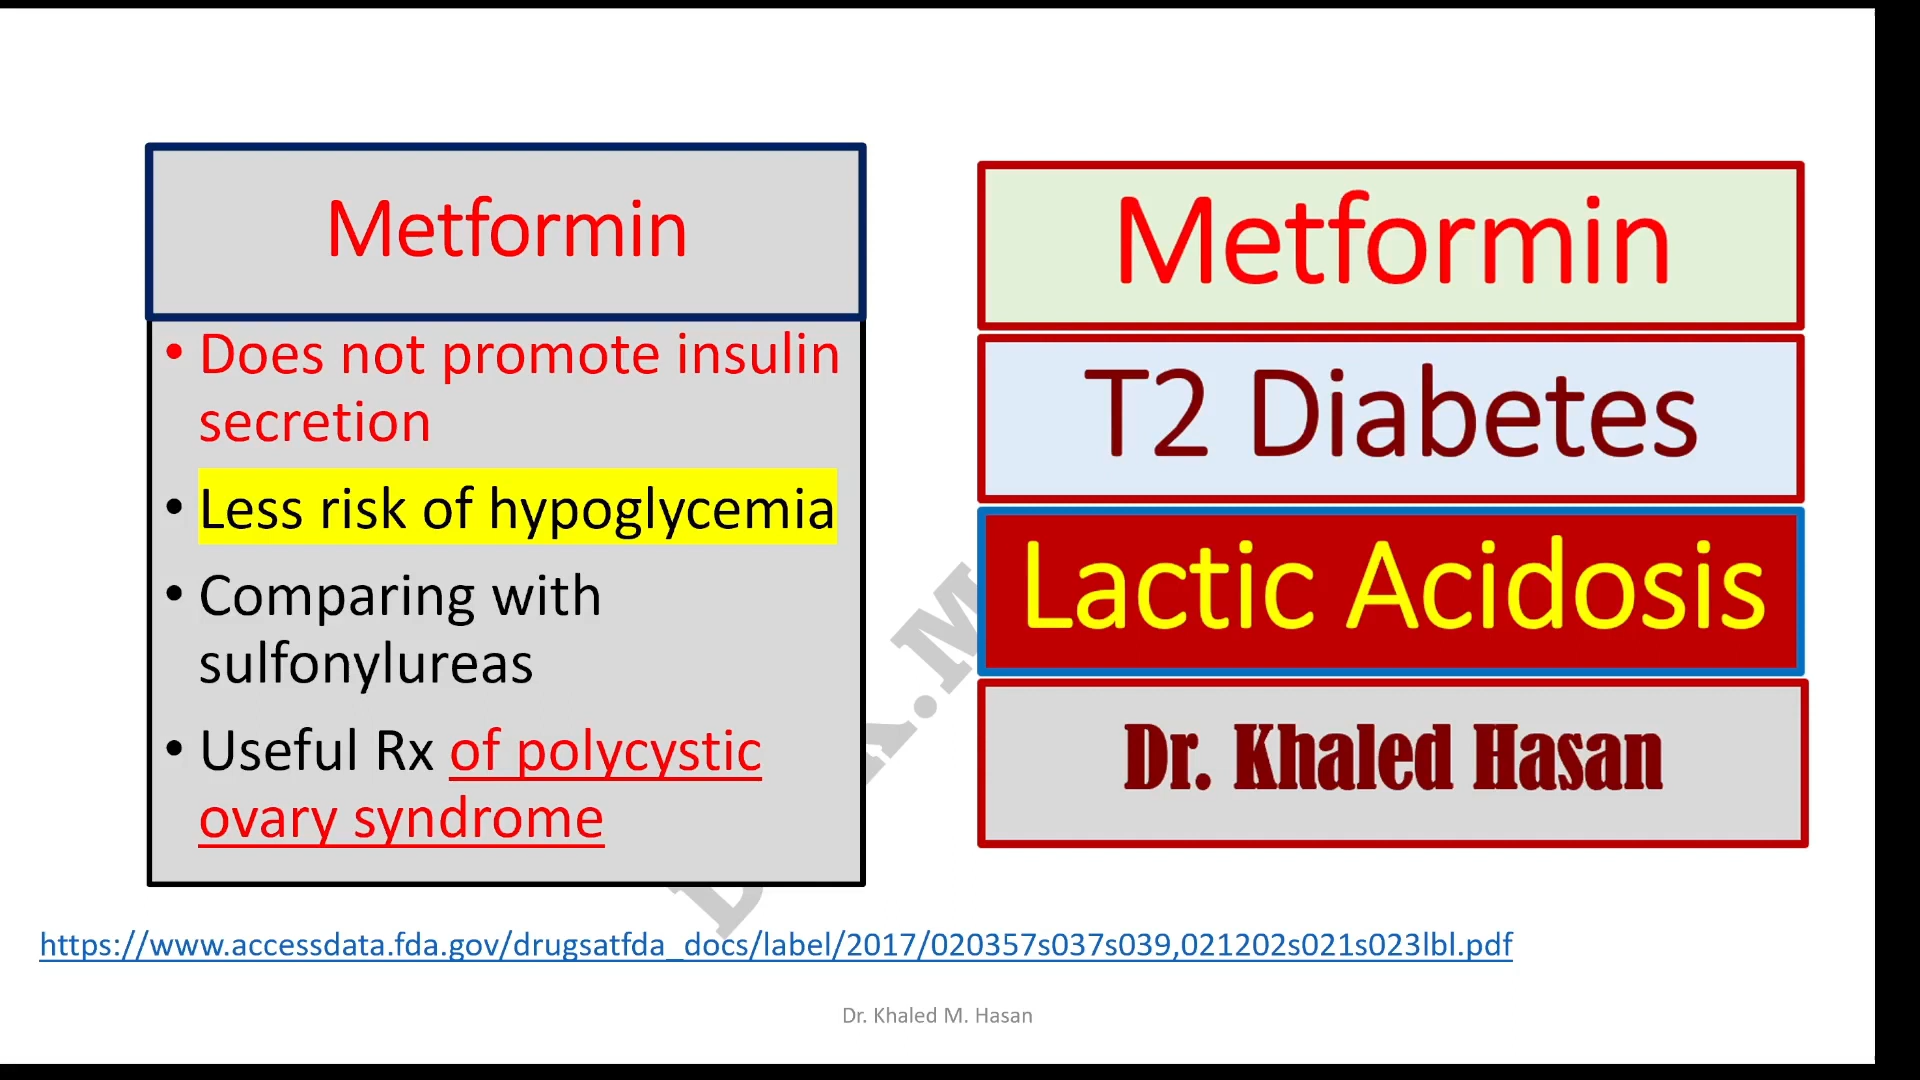 Metformin
• Does not promote insulin
secretion
• Less risk of hypoglycemia
• Comparing with
sulfonylureas
• Useful Rx of polycystic
ovary syndrome
Metformin
T2 Diabetes
Lactic Acidosis
Dr. Khaled Hasan
https://www.accessdata.fda.gov/drugsatfda_docs/label/2017/020357s037s039,021202s021s023lbl.pdf
Dr. Khaled M. Hasan